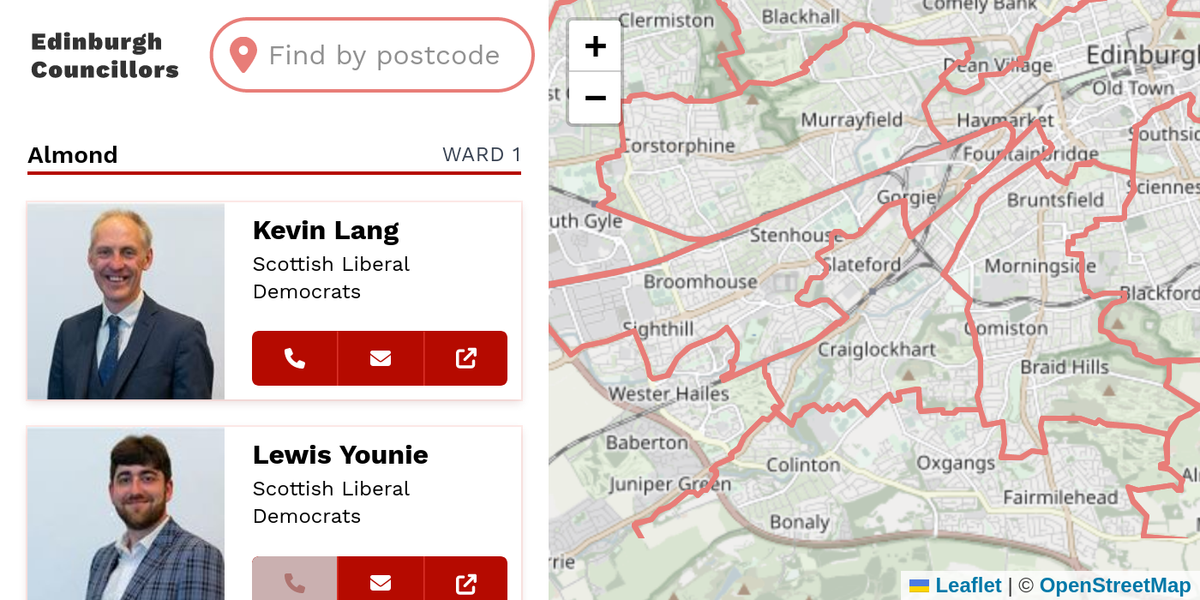 Edinburgh
Councillors
Find by postcode
Almond
WARD 1
Kevin Lang
Scottish Liberal
Democrats
Lewis Younie
Scottish Liberal
Democrats
+
−
Clermiston
Blackhall
Comely Bank
Dean Village
Edinburgh
Old Town
Murrayfield
Haymarket
Corstorphine
Southsid
Fountainbridge
Gorgie
Sciennes
Bruntsfield
uth Gyle
Stenhouse
Slateford
Morningside
Broomhouse
Blackford
Sighthill
Comiston
Craiglockhart
Braid Hills
Wester Hailes
Baberton
Colinton
Oxgangs
Juniper Green
Fairmilehead
Bonaly
rrie
Leaflet | © OpenStreetMap